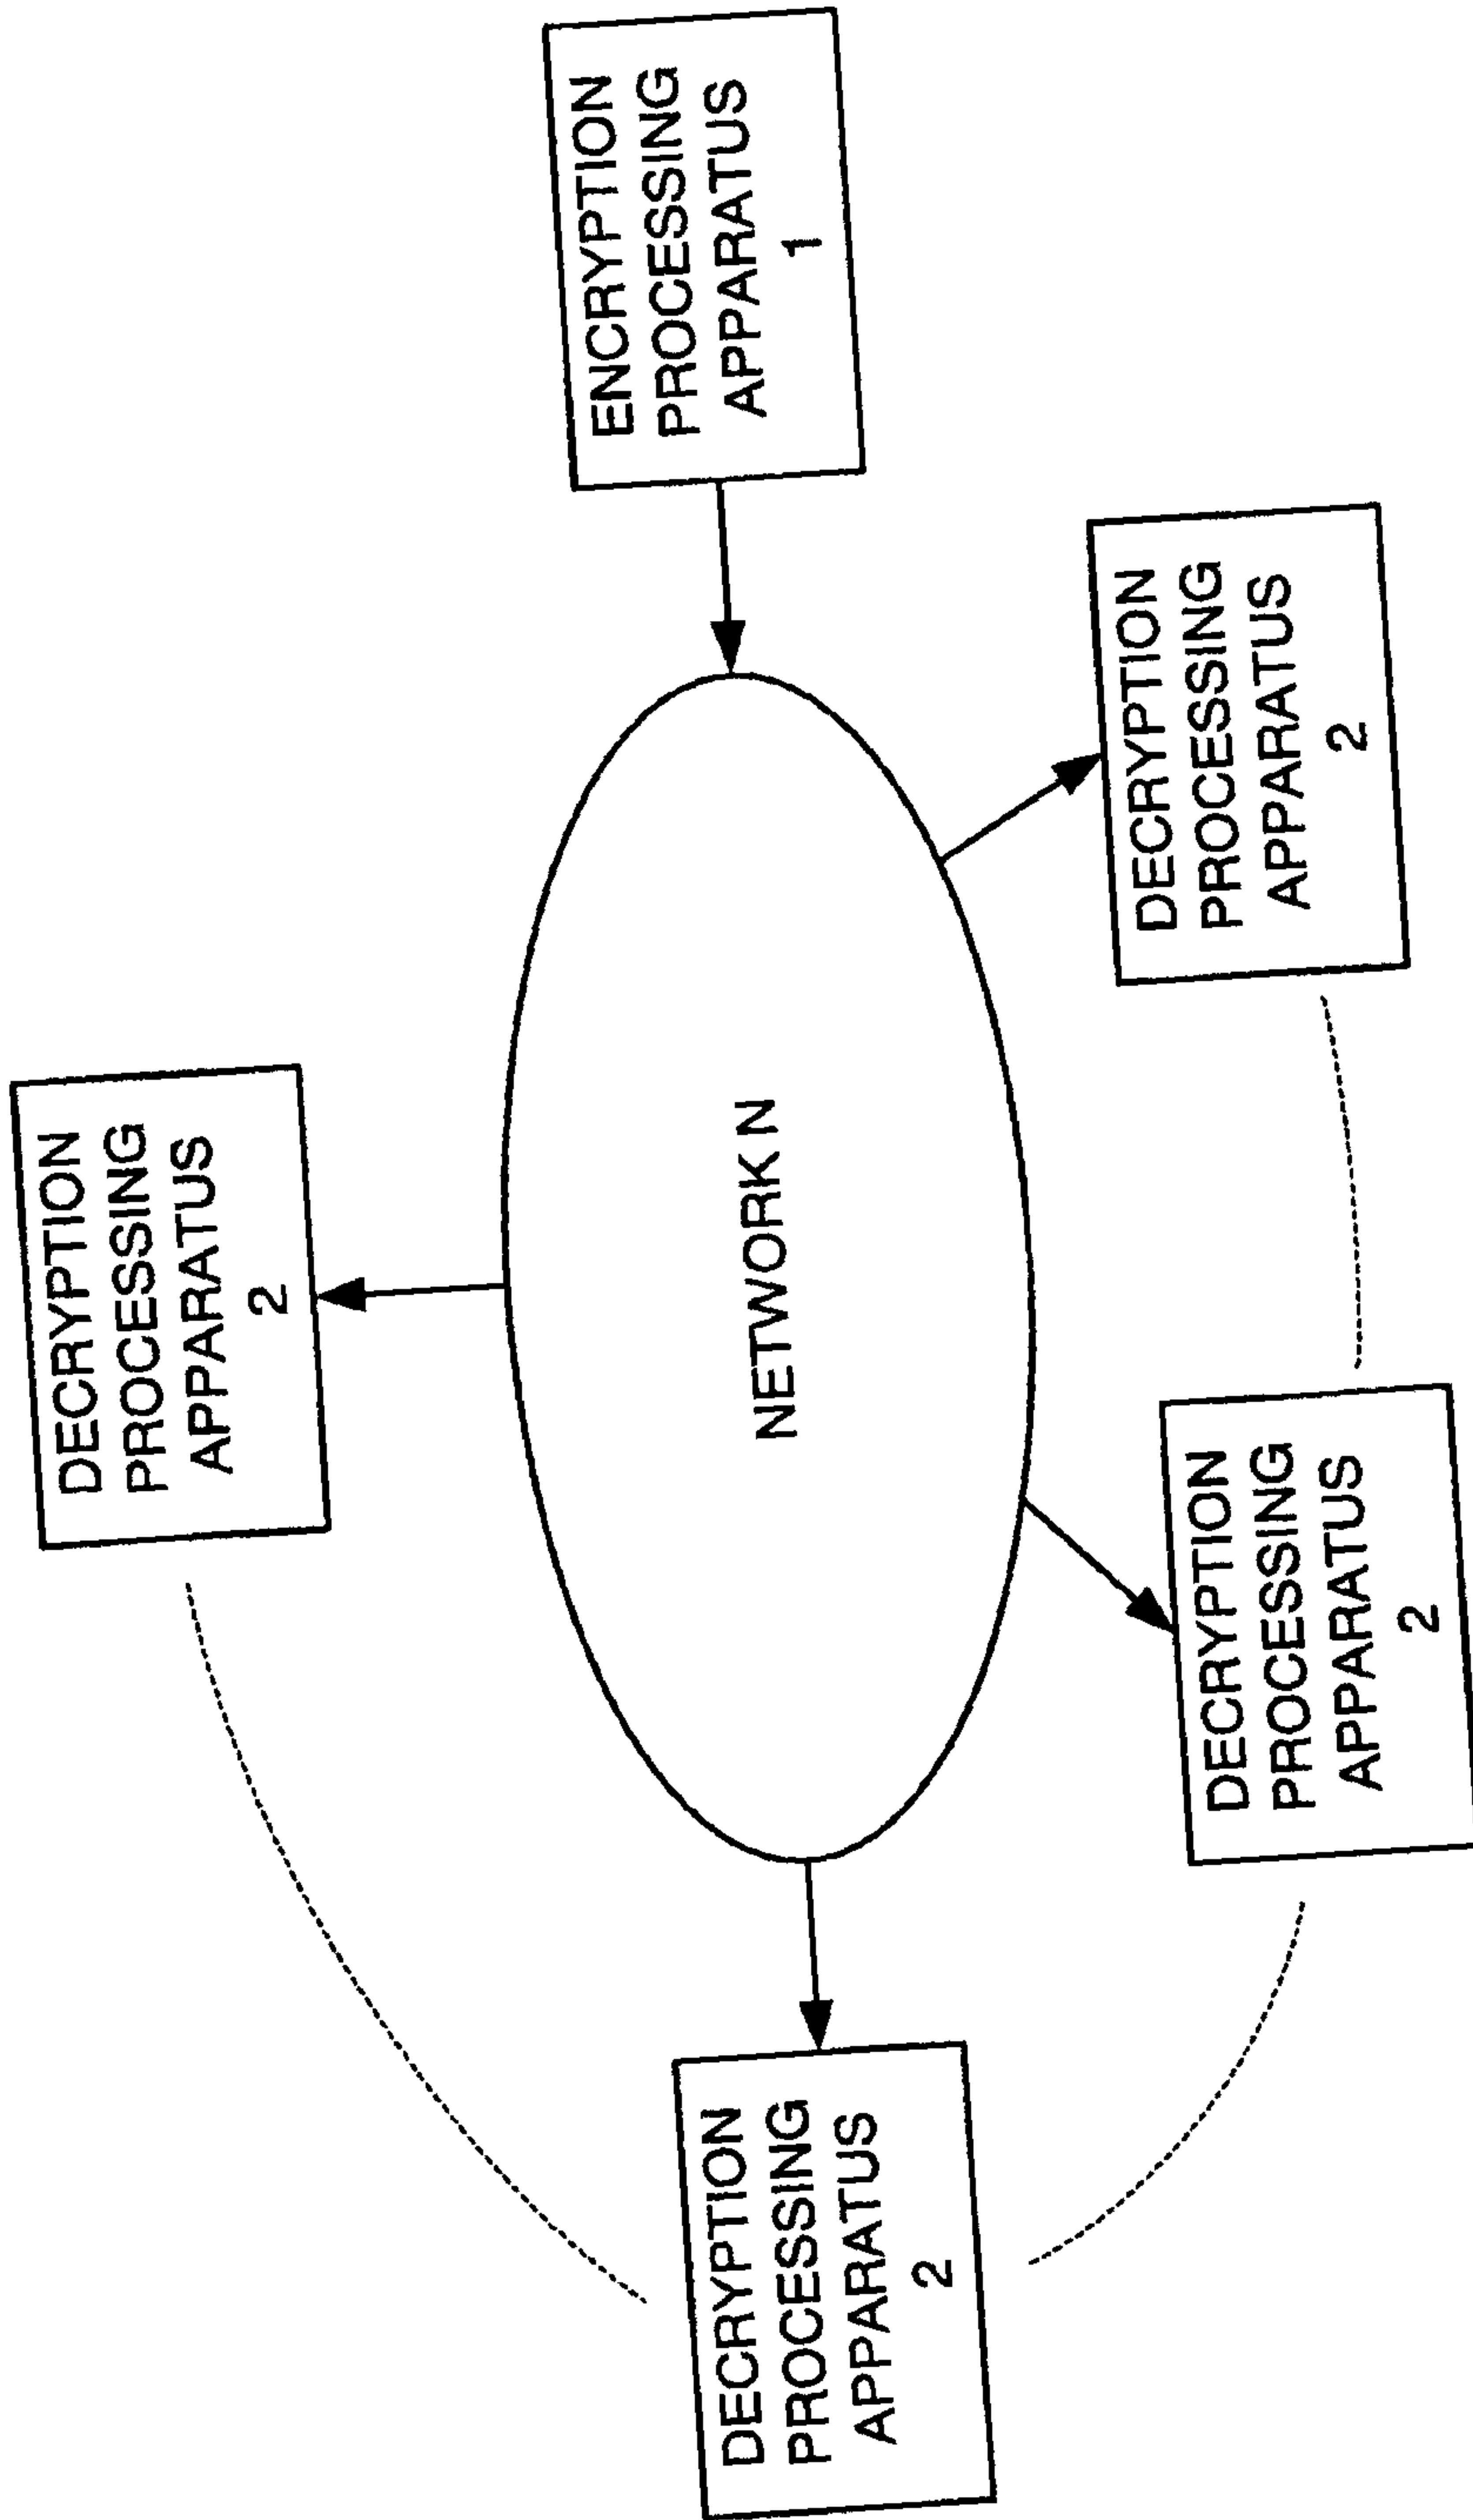 DECRYPTION
PROCESSING
APPARATUS
2
ENCRYPTION
PROCESSING
APPARATUS
1
NETWORK N
DECRYPTION
PROCESSING
APPARATUS
2
DECRYPTION
PROCESSING
APPARATUS
2
DECRYPTION
PROCESSING
APPARATUS
2